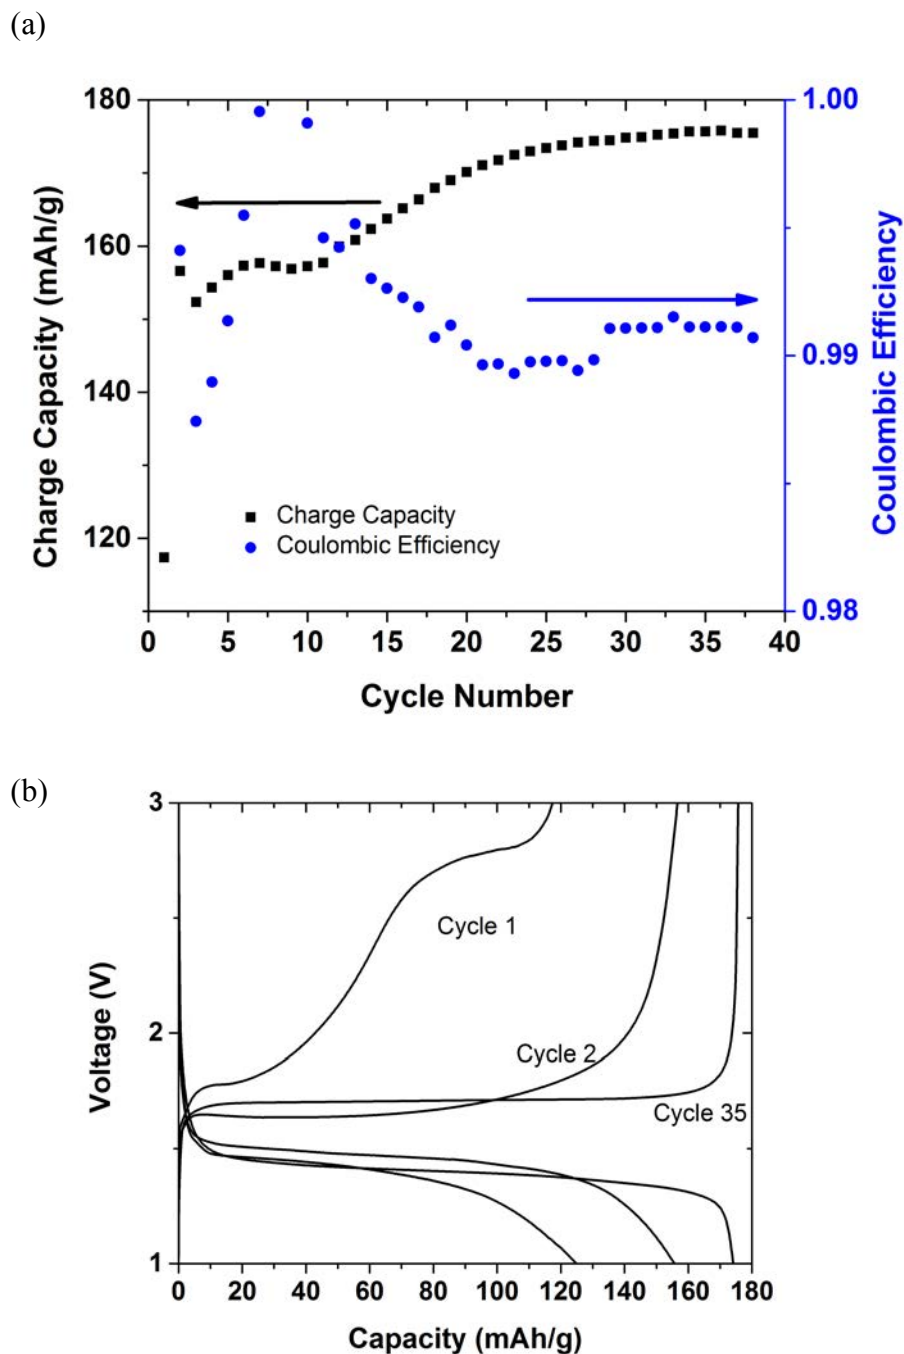 (a)
180
160
140
120
Charge Capacity (mAh/g)
1.00
0.99
0.98
Coulombic Efficiency
Charge Capacity
Coulombic Efficiency
0 5 10 15 20 25 30 35 40
Cycle Number
(b)
3
2
1
Voltage (V)
Cycle 1
Cycle 2
Cycle 35
0 20 40 60 80 100 120 140 160 180
Capacity (mAh/g)